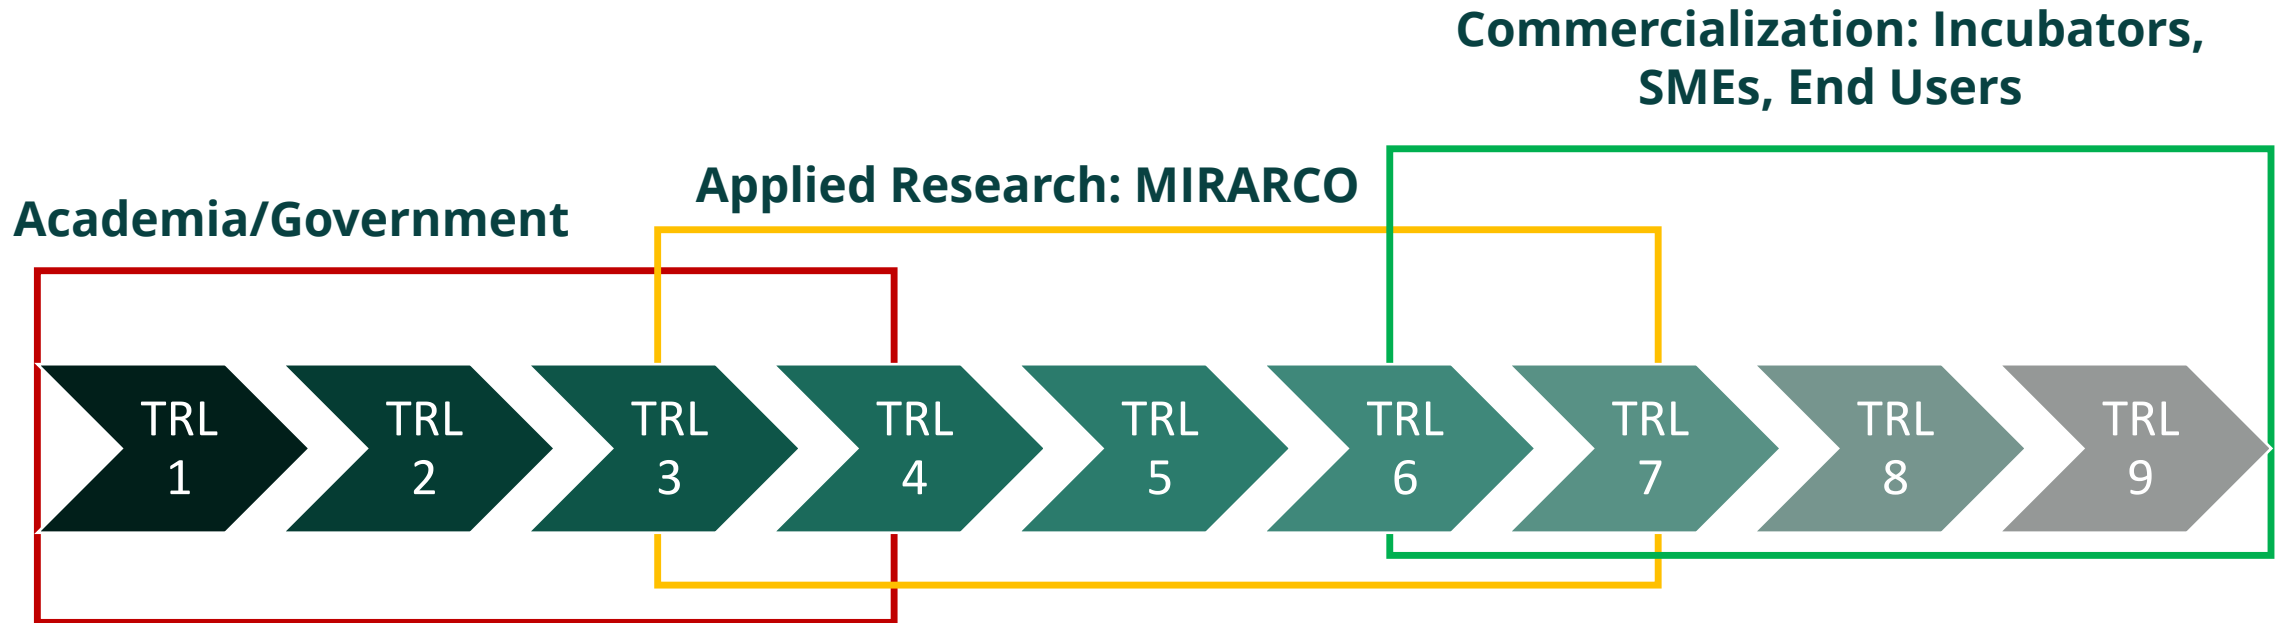 Commercialization: Incubators,
SMEs, End Users
Applied Research: MIRARCO
Academia/Government
TRL
1
TRL
2
TRL
3
TRL
4
TRL
5
TRL
6
TRL
7
TRL
8
TRL
9